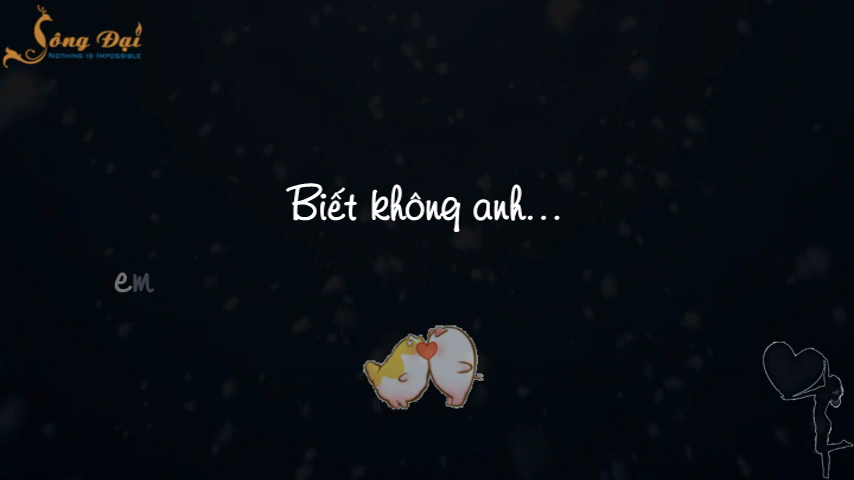 Sông Đại
Nothing is Impossible
Biết không anh...
em